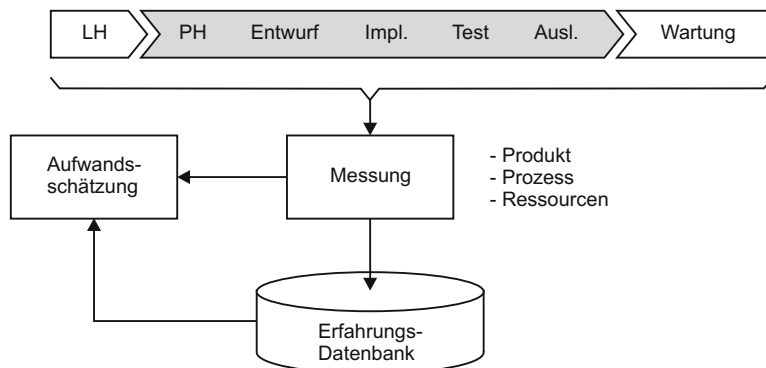 LH PH Entwurf Impl. Test Ausl. Wartung
Aufwands-
schätzung
Messung
- Produkt
- Prozess
- Ressourcen
Erfahrungs-
Datenbank